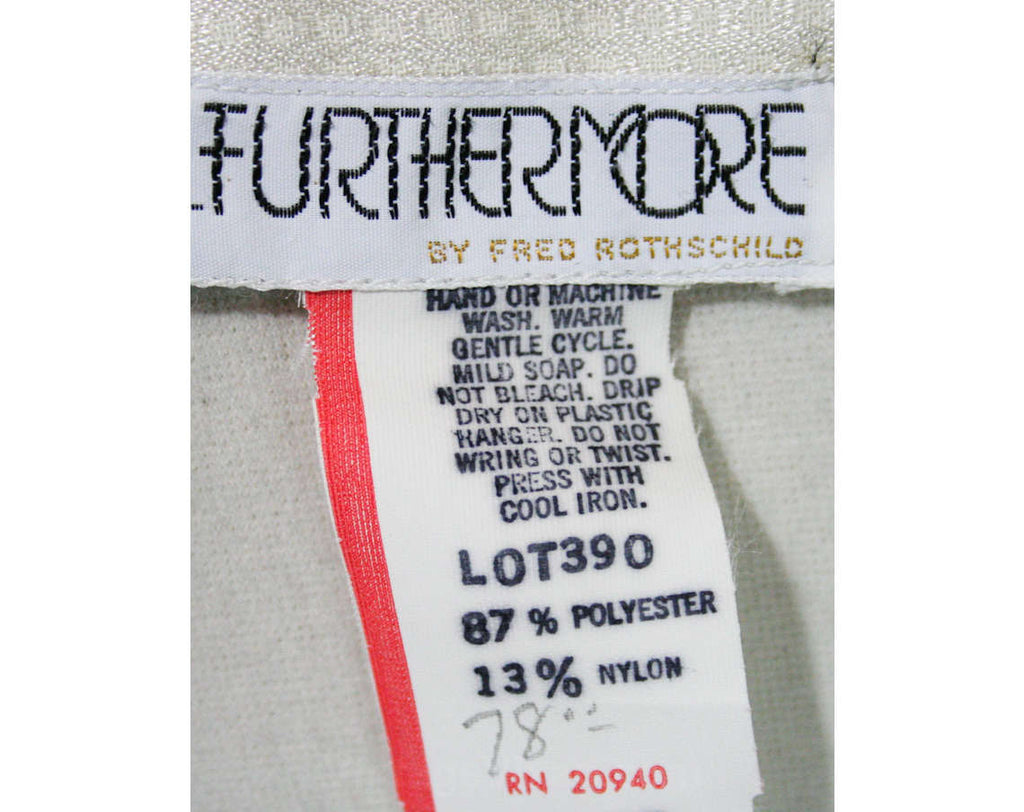 FURTHERMORE
BY FRED ROTHSCHILD
HAND OR MACHINE
WASH. WARM
GENTLE CYCLE.
MILD SOAP. DO
NOT BLEACH. DRIP
DRY ON PLASTIC
HANGER. DO NOT
WRING OR TWIST.
PRESS WITH
COOL IRON.
LOT390
87 % POLYESTER
13% NYLON
78
RN 20940